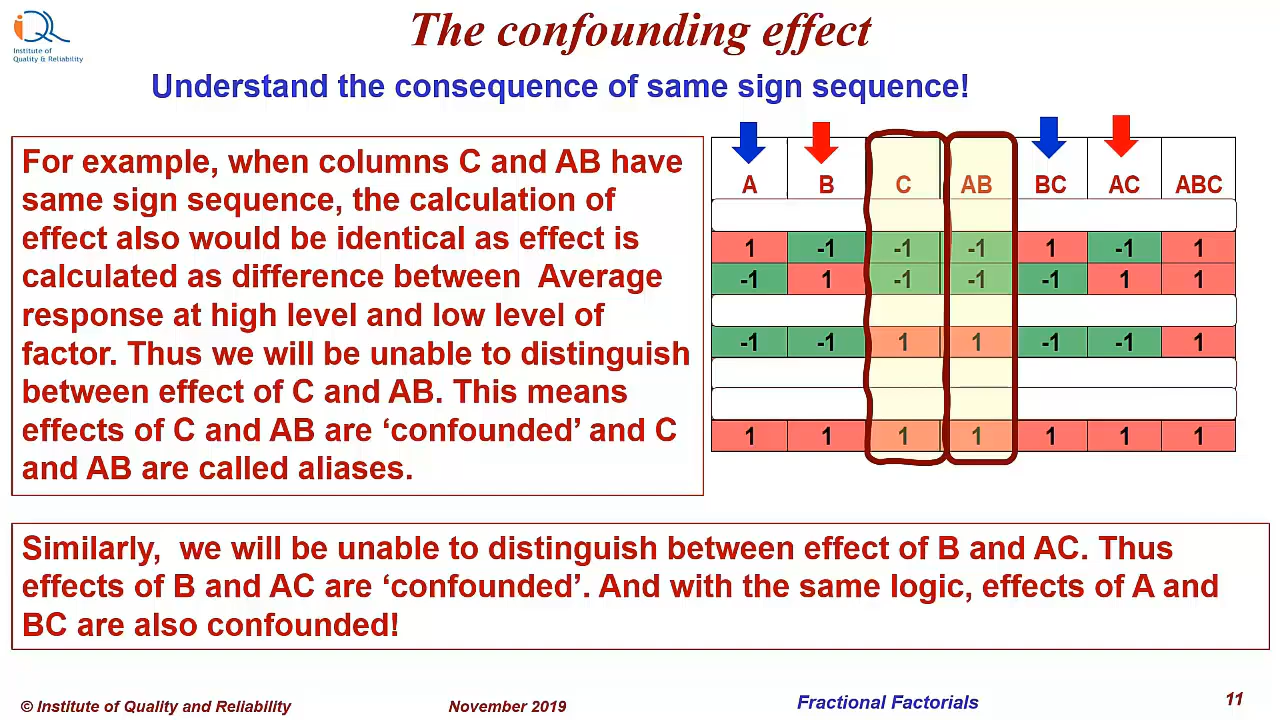 iQR
Institute of
Quality & Reliability
The confounding effect
Understand the consequence of same sign sequence!
For example, when columns C and AB have
same sign sequence, the calculation of
effect also would be identical as effect is
calculated as difference between  Average
response at high level and low level of
factor. Thus we will be unable to distinguish
between effect of C and AB. This means
effects of C and AB are ‘confounded’ and C
and AB are called aliases.
A B C AB BC AC ABC
1 -1 -1 -1 1 -1 1
-1 1 -1 -1 -1 1 1
-1 -1 1 1 -1 -1 1
1 1 1 1 1 1 1
Similarly,  we will be unable to distinguish between effect of B and AC. Thus
effects of B and AC are ‘confounded’. And with the same logic, effects of A and
BC are also confounded!
© Institute of Quality and Reliability
November 2019
Fractional Factorials
11